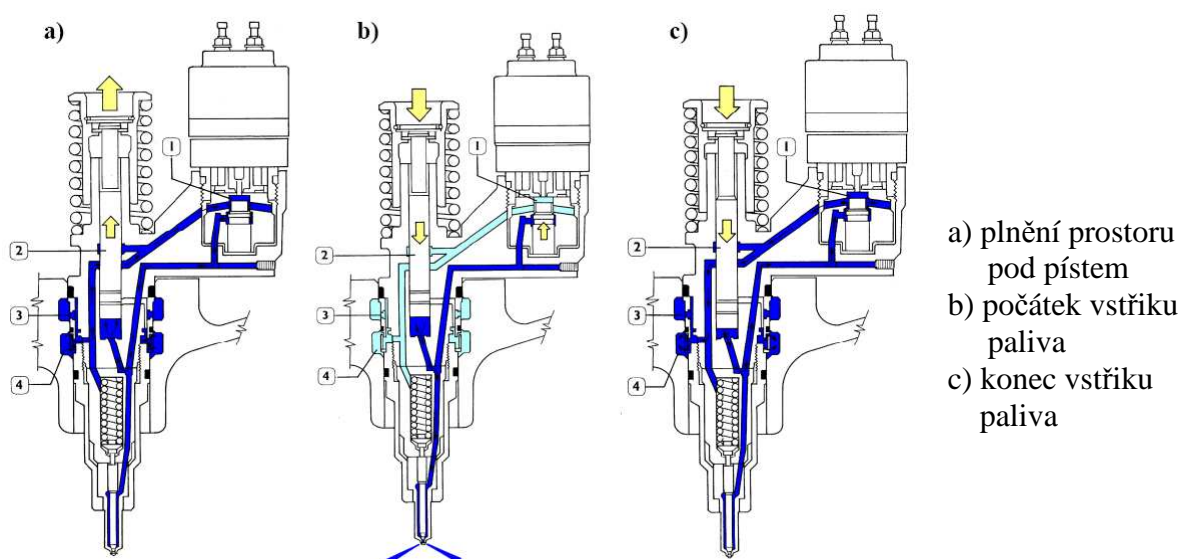 a)
b)
c)
1
1
1
2
2
2
3
3
3
4
4
4
a) plnění prostoru
pod pístem
b) počátek vstřiku
paliva
c) konec vstřiku
paliva